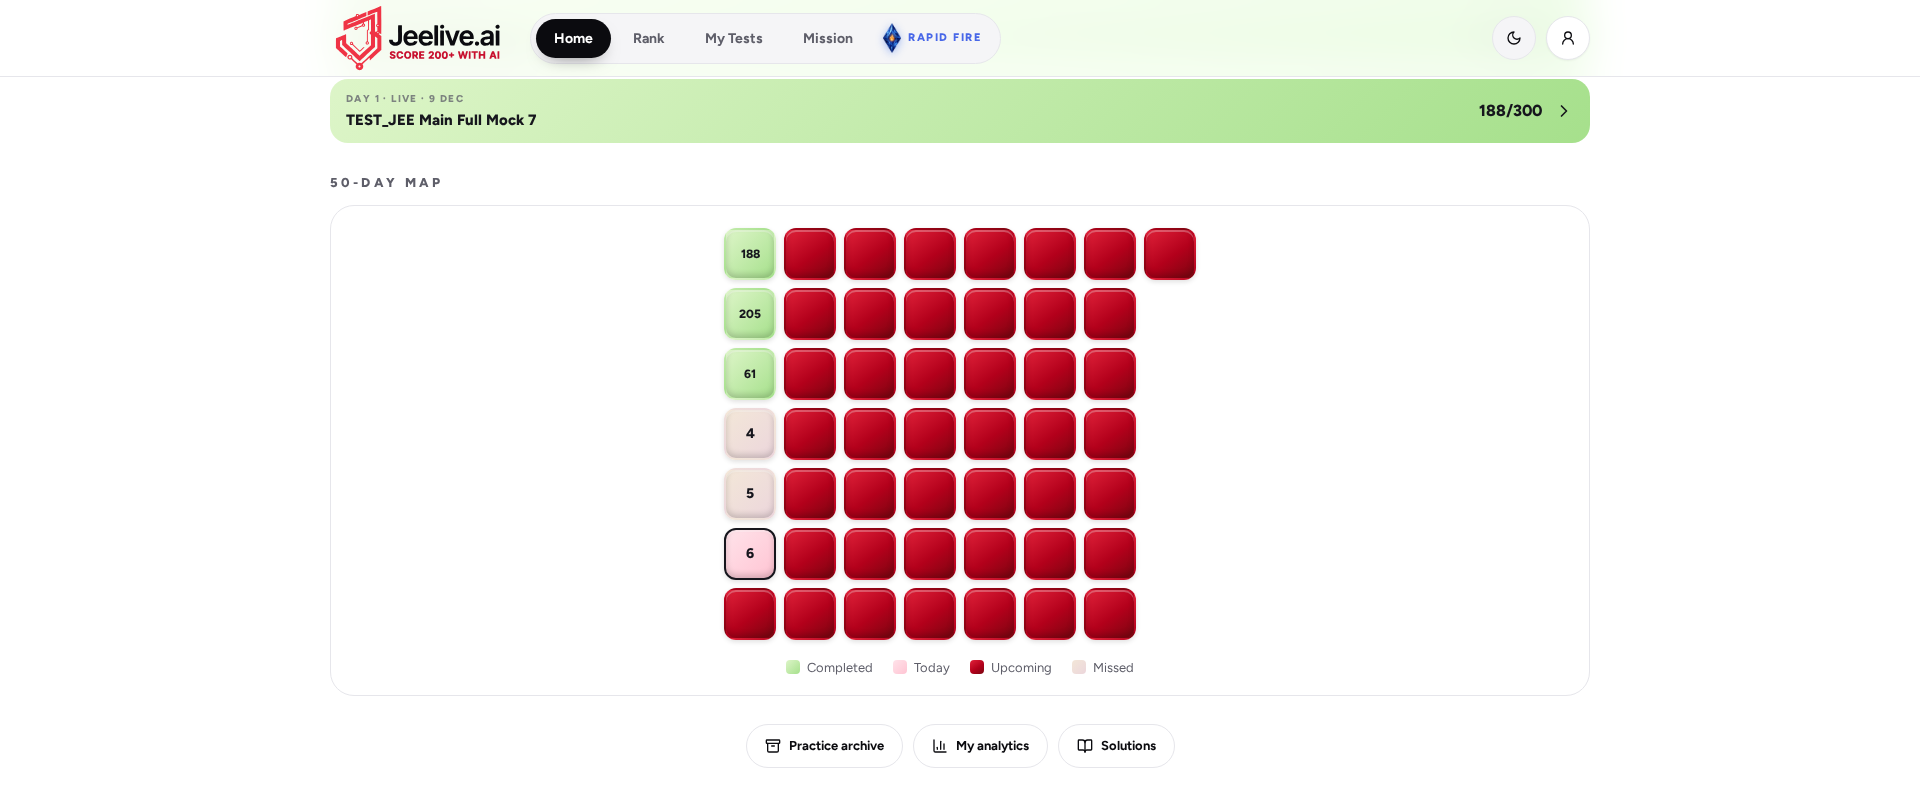 Jeelive.ai
SCORE 200+ WITH AI
Home
Rank
My Tests
Mission
RAPID FIRE
DAY 1 · LIVE · 9 DEC
TEST_JEE Main Full Mock 7
188/300
50-DAY MAP
188
205
61
4
5
6
Completed
Today
Upcoming
Missed
Practice archive
My analytics
Solutions